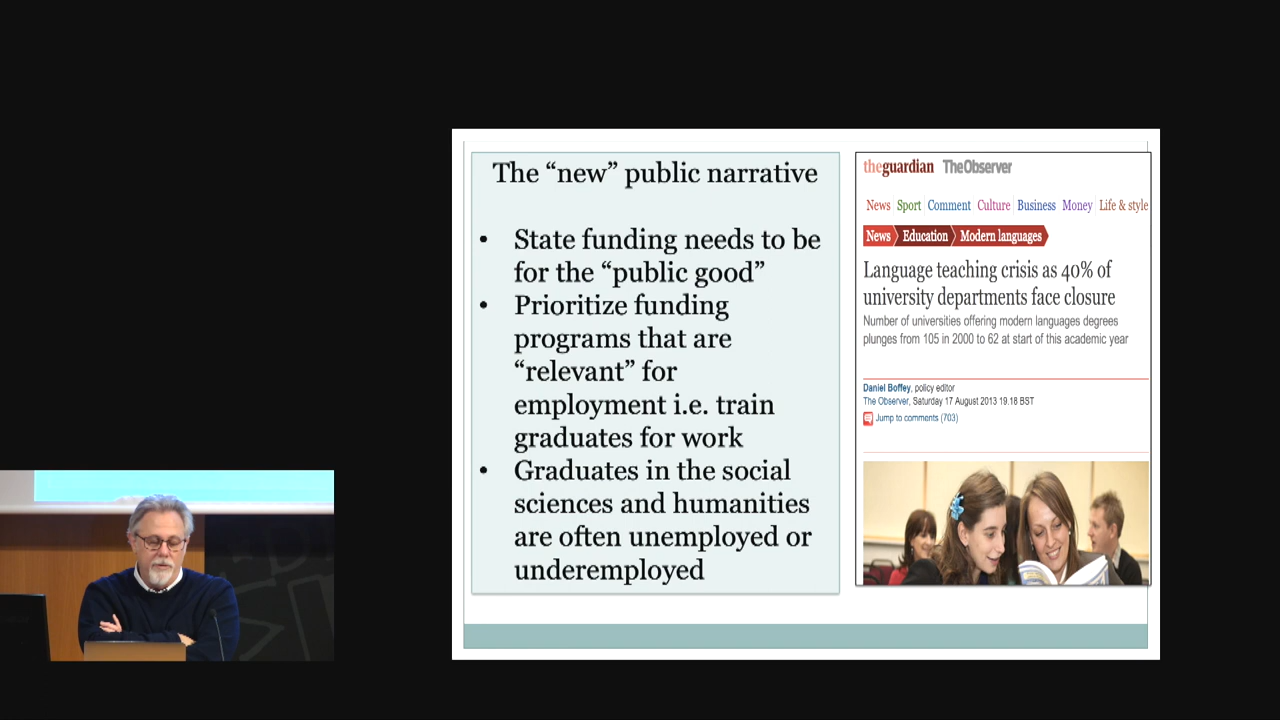 The “new” public narrative
• State funding needs to be
for the “public good”
• Prioritize funding
programs that are
“relevant” for
employment i.e. train
graduates for work
• Graduates in the social
sciences and humanities
are often unemployed or
underemployed
theguardian TheObserver
News Sport Comment Culture Business Money Life & style
News Education Modern languages
Language teaching crisis as 40% of
university departments face closure
Number of universities offering modern languages degrees
plunges from 105 in 2000 to 62 at start of this academic year
Daniel Boffey, policy editor
The Observer, Saturday 17 August 2013 19.18 BST
Jump to comments (703)